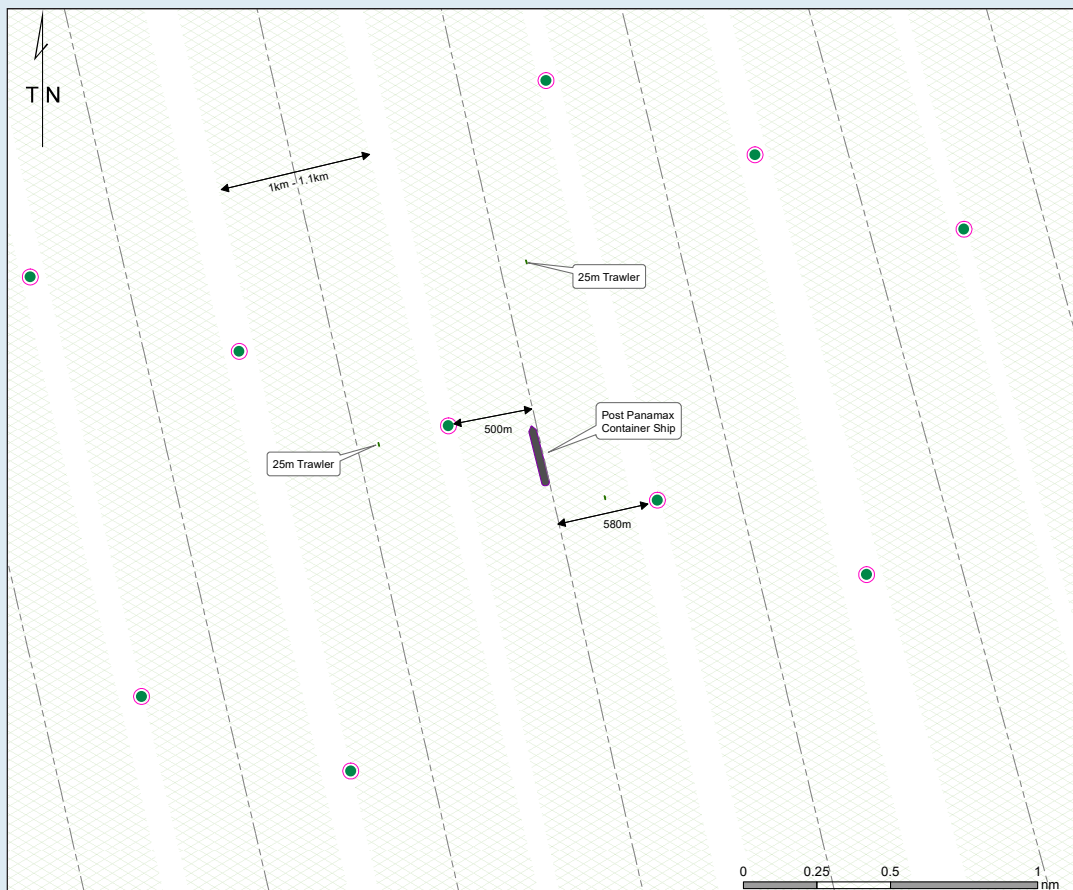 TN
1km - 1.1km
25m Trawler
Post Panamax
Container Ship
500m
25m Trawler
580m
0 0.25 0.5 1
nm